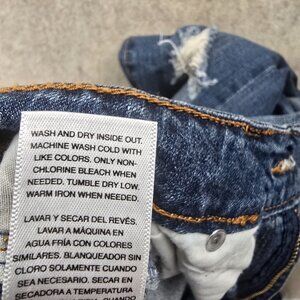 WASH AND DRY INSIDE OUT.
MACHINE WASH COLD WITH
LIKE COLORS. ONLY NON-
CHLORINE BLEACH WHEN
NEEDED. TUMBLE DRY LOW.
WARM IRON WHEN NEEDED.
LAVAR Y SECAR DEL REVÉS.
LAVAR A MÁQUINA EN
AGUA FRÍA CON COLORES
SIMILARES. BLANQUEADOR SIN
CLORO SOLAMENTE CUANDO
SEA NECESARIO. SECAR EN
SECADORA A TEMPERATURA